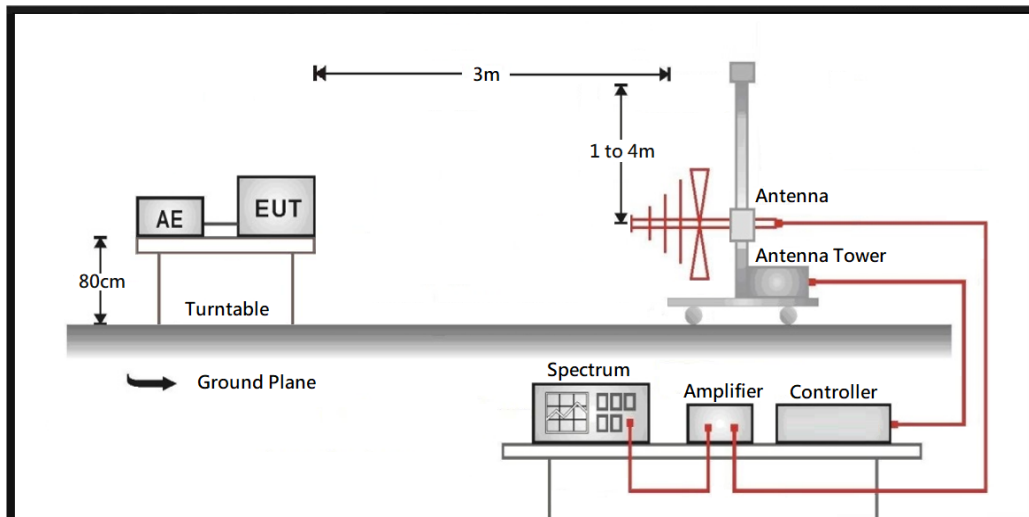 3m
1 to 4m
Antenna
AE
EUT
Antenna Tower
80cm
Turntable
Ground Plane
Spectrum
Amplifier
Controller